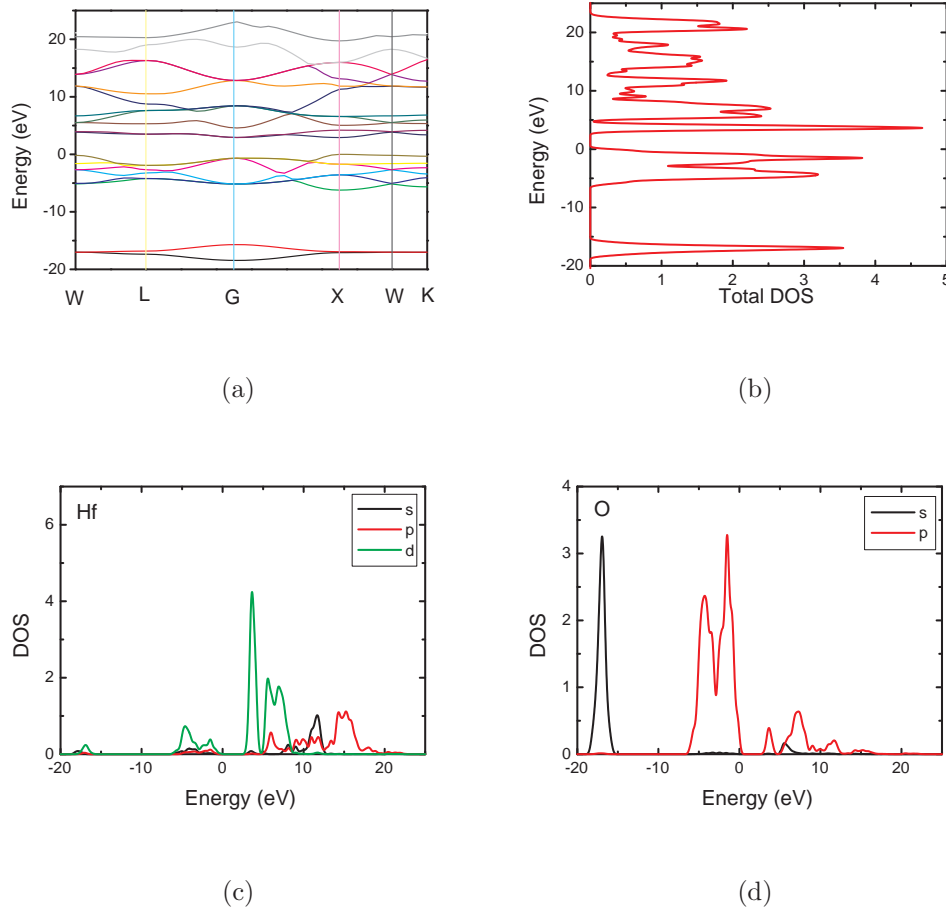 20
10
0
-10
-20
Energy (eV)
W L G X W K
(a)
20
10
0
-10
-20
Energy (eV)
0 1 2 3 4 5
Total DOS
(b)
Hf
s
p
d
6
4
2
0
DOS
-20 -10 0 10 20
Energy (eV)
(c)
O
s
p
4
3
2
1
0
DOS
-20 -10 0 10 20
Energy (eV)
(d)